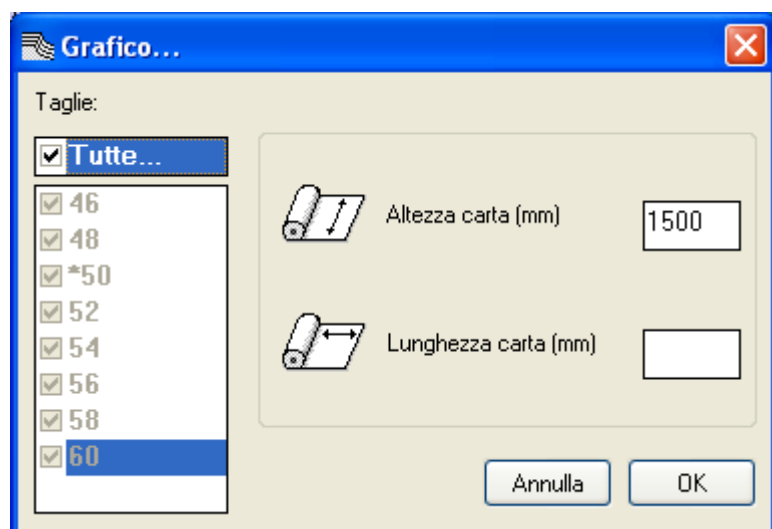 Grafico...
Taglie:
Tutte...
46
48
*50
52
54
56
58
60
Altezza carta (mm)
1500
Lunghezza carta (mm)
Annulla
OK